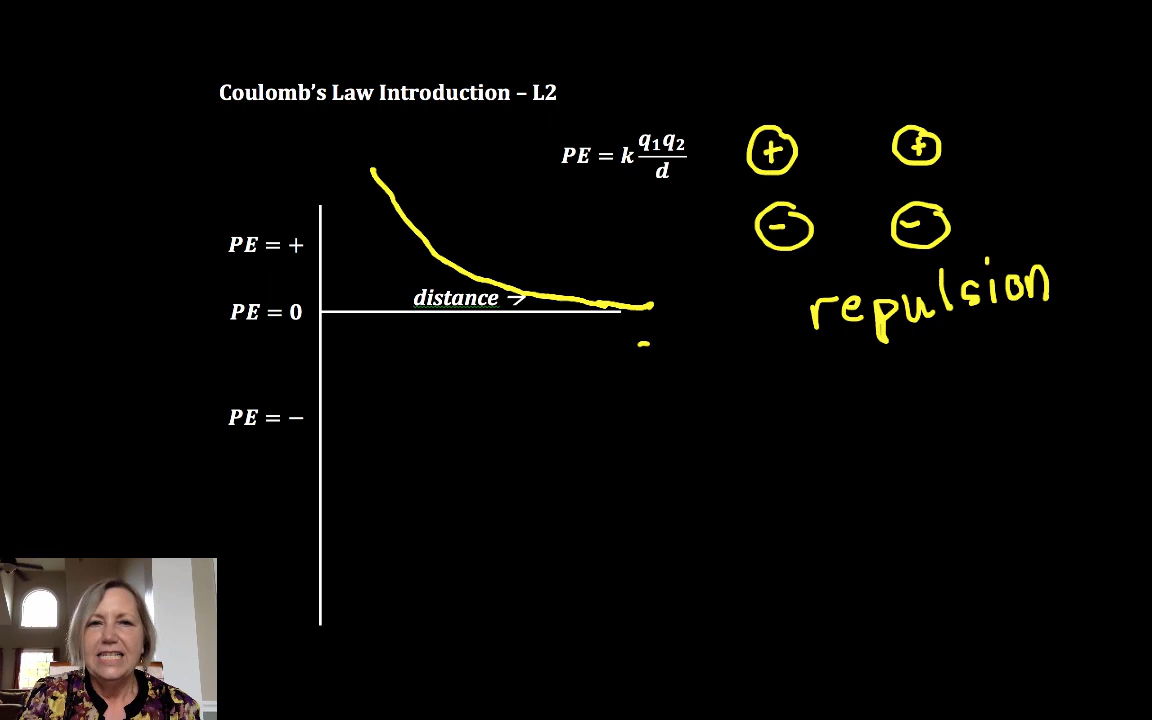 Coulomb's Law Introduction – L2
PE = k q₁q₂/d
+ +
- -
repulsion
PE = +
distance →
PE = 0
-
PE = −